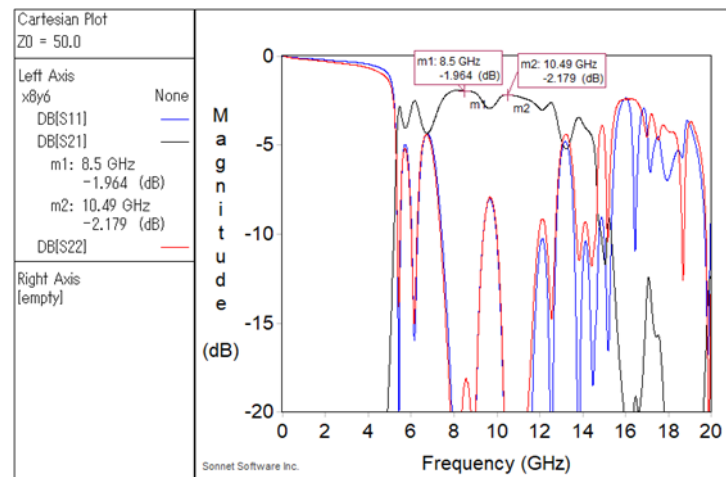 Cartesian Plot
Z0 = 50.0
Left Axis
x8y6 None
DB[S11]
DB[S21]
m1: 8.5 GHz
-1.964 (dB)
m2: 10.49 GHz
-2.179 (dB)
DB[S22]
Right Axis
[empty]
Magnitude
(dB)
0
-5
-10
-15
-20
m1: 8.5 GHz
-1.964 (dB)
m2: 10.49 GHz
-2.179 (dB)
m1
m2
0 2 4 6 8 10 12 14 16 18 20
Sonnet Software Inc.
Frequency (GHz)